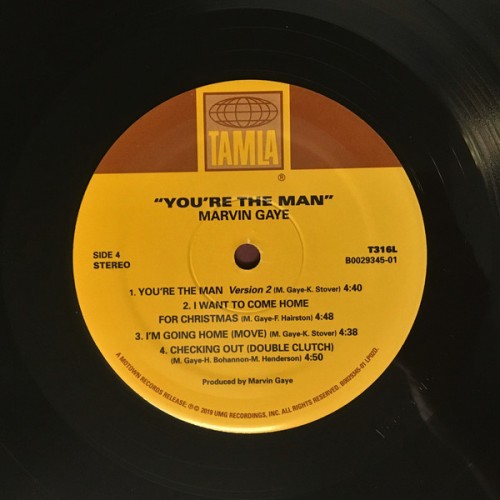 TAMLA
®
"YOU'RE THE MAN"
MARVIN GAYE
SIDE 4
STEREO
T316L
B0029345-01
1. YOU'RE THE MAN Version 2 (M. Gaye-K. Stover) 4:40
2. I WANT TO COME HOME
FOR CHRISTMAS (M. Gaye-F. Hairston) 4:48
3. I'M GOING HOME (MOVE) (M. Gaye-K. Stover) 4:38
4. CHECKING OUT (DOUBLE CLUTCH)
(M. Gaye-H. Bohannon-M. Henderson) 4:50
Produced by Marvin Gaye
A MOTOWN RECORDS RELEASE; ℗ © 2019 UMG RECORDINGS, INC. ALL RIGHTS RESERVED. B0029345-01 LPS03.